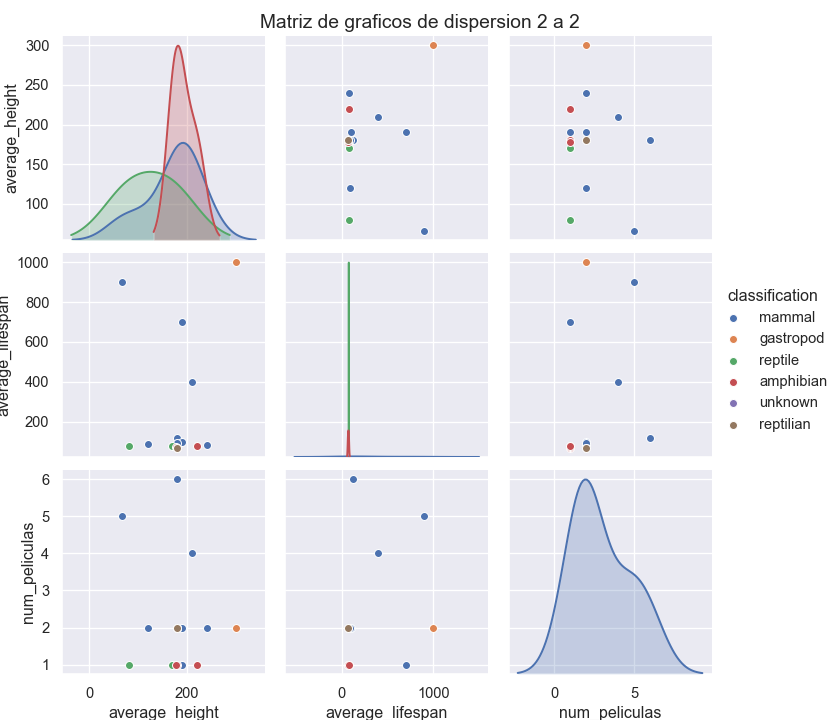 Matriz de graficos de dispersion 2 a 2
average_height
300
250
200
150
100
average_lifespan
1000
800
600
400
200
num_peliculas
6
5
4
3
2
1
0 200
average_height
0 1000
average_lifespan
0 5
num_peliculas
classification
mammal
gastropod
reptile
amphibian
unknown
reptilian